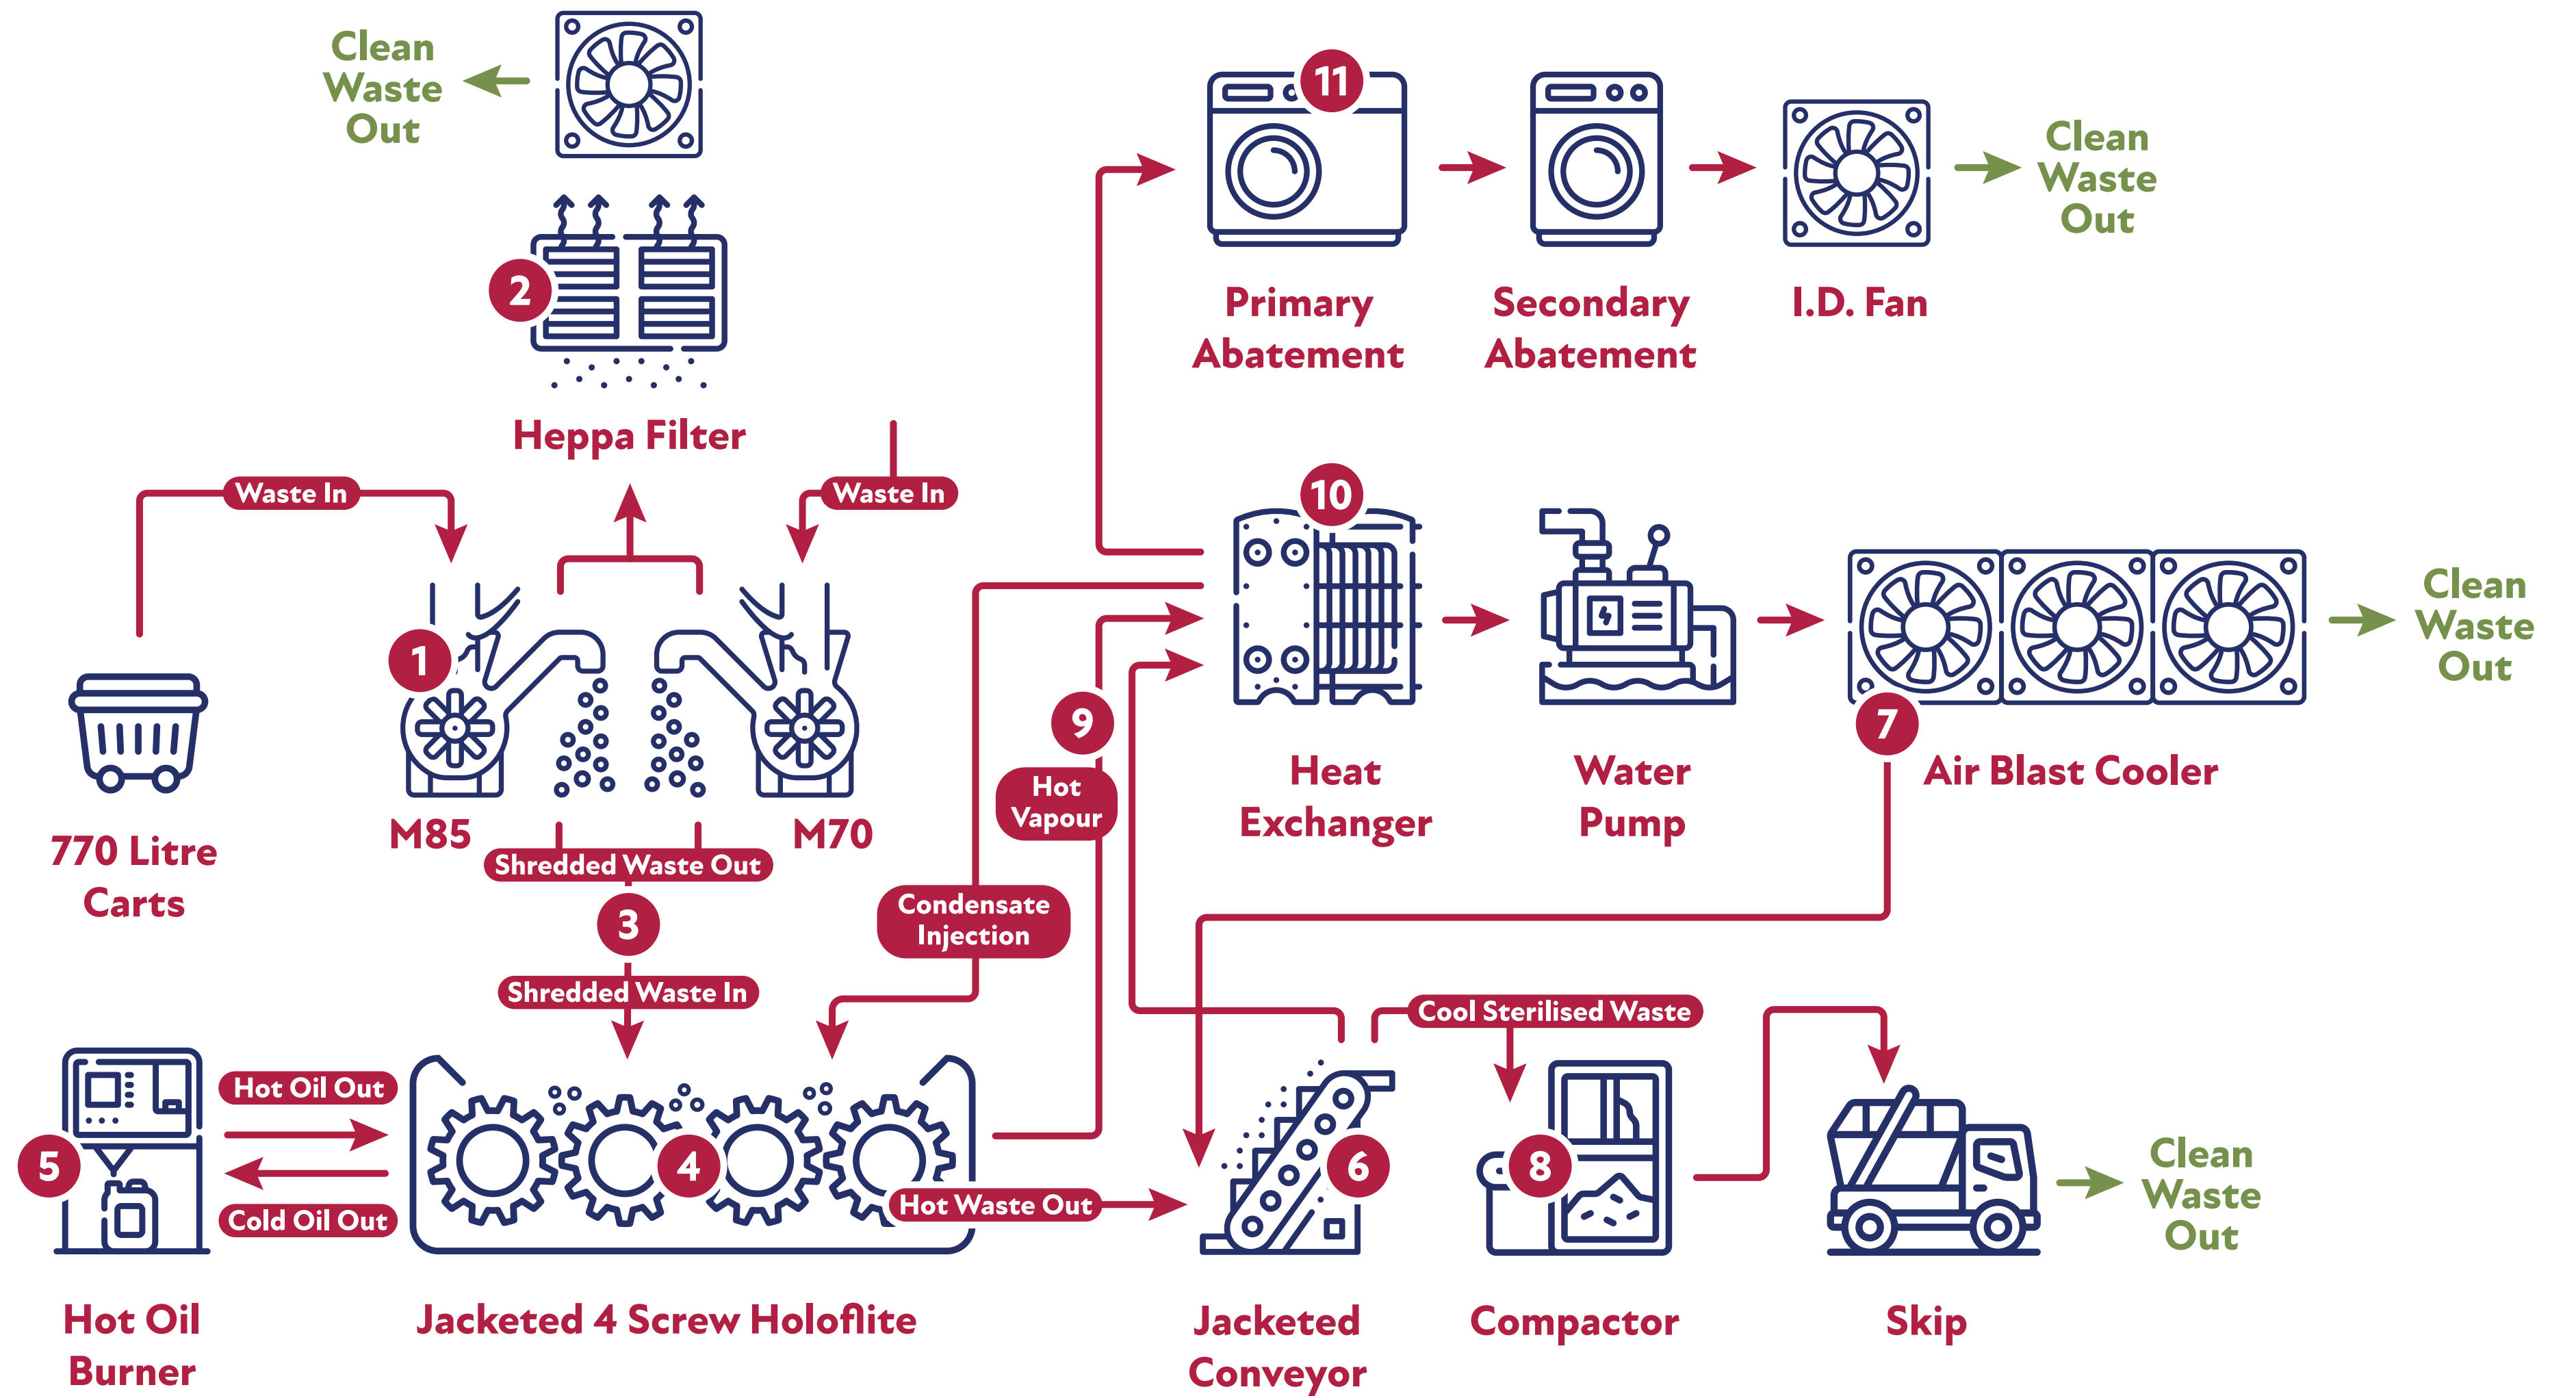 Clean
Waste
Out
2
Heppa Filter
11
Primary
Abatement
Secondary
Abatement
I.D. Fan
Clean
Waste
Out
Waste In
Waste In
1
M85
M70
770 Litre
Carts
Shredded Waste Out
3
Shredded Waste In
10
Heat
Exchanger
Water
Pump
7
Air Blast Cooler
Clean
Waste
Out
9
Hot
Vapour
Condensate
Injection
5
Hot Oil Out
Cold Oil Out
Hot Oil
Burner
4
Hot Waste Out
Jacketed 4 Screw Holoflite
6
Jacketed
Conveyor
Cool Sterilised Waste
8
Compactor
Skip
Clean
Waste
Out